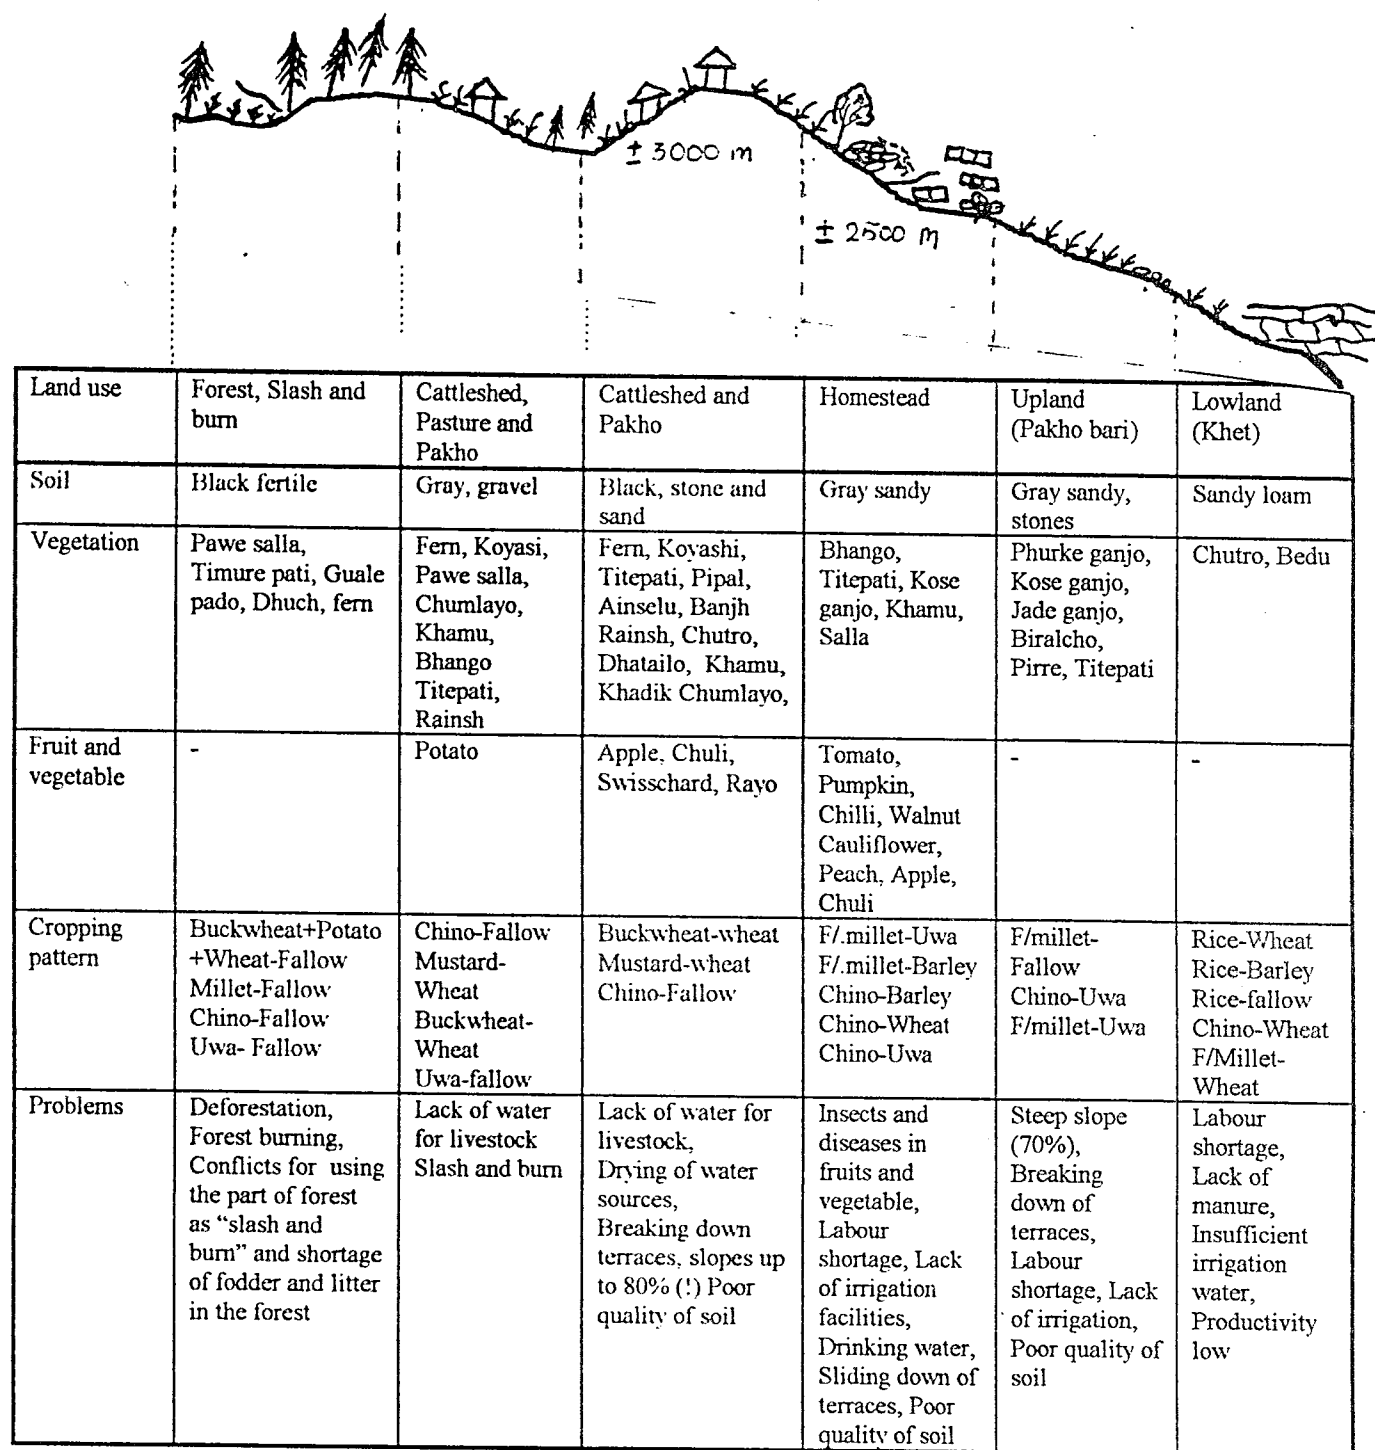 ± 3000 m
± 2500 m
Land use
Forest, Slash and
burn
Cattleshed,
Pasture and
Pakho
Cattleshed and
Pakho
Homestead
Upland
(Pakho bari)
Lowland
(Khet)
Soil
Black fertile
Gray, gravel
Black, stone and
sand
Gray sandy
Gray sandy,
stones
Sandy loam
Vegetation
Pawe salla,
Timure pati, Guale
pado, Dhuch, fern
Fern, Koyasi,
Pawe salla,
Chumlayo,
Khamu,
Bhango
Titepati,
Rainsh
Fern, Koyashi,
Titepati, Pipal,
Ainselu, Banjh
Rainsh, Chutro,
Dhatailo, Khamu,
Khadik Chumlayo,
Bhango,
Titepati, Kose
ganjo, Khamu,
Salla
Phurke ganjo,
Kose ganjo,
Jade ganjo,
Biralcho,
Pirre, Titepati
Chutro, Bedu
Fruit and
vegetable
-
Potato
Apple, Chuli,
Swisschard, Rayo
Tomato,
Pumpkin,
Chilli, Walnut
Cauliflower,
Peach, Apple,
Chuli
-
-
Cropping
pattern
Buckwheat+Potato
+Wheat-Fallow
Millet-Fallow
Chino-Fallow
Uwa- Fallow
Chino-Fallow
Mustard-
Wheat
Buckwheat-
Wheat
Uwa-fallow
Buckwheat-wheat
Mustard-wheat
Chino-Fallow
F/.millet-Uwa
F/.millet-Barley
Chino-Barley
Chino-Wheat
Chino-Uwa
F/millet-
Fallow
Chino-Uwa
F/millet-Uwa
Rice-Wheat
Rice-Barley
Rice-fallow
Chino-Wheat
F/Millet-
Wheat
Problems
Deforestation,
Forest burning,
Conflicts for using
the part of forest
as “slash and
burn” and shortage
of fodder and litter
in the forest
Lack of water
for livestock
Slash and burn
Lack of water for
livestock,
Drying of water
sources,
Breaking down
terraces, slopes up
to 80% (!) Poor
quality of soil
Insects and
diseases in
fruits and
vegetable,
Labour
shortage, Lack
of irrigation
facilities,
Drinking water,
Sliding down of
terraces, Poor
quality of soil
Steep slope
(70%),
Breaking
down of
terraces,
Labour
shortage, Lack
of irrigation,
Poor quality of
soil
Labour
shortage,
Lack of
manure,
Insufficient
irrigation
water,
Productivity
low